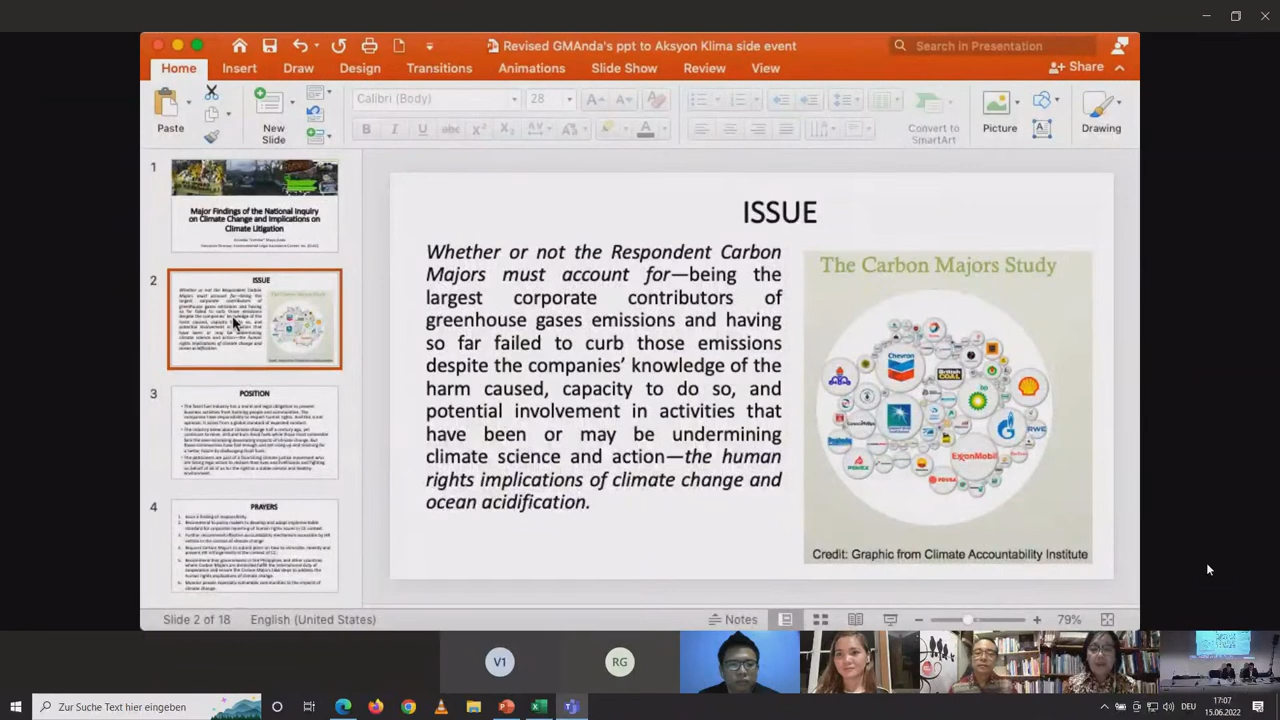 Revised GMAnda's ppt to Aksyon Klima side event
Search in Presentation
Home Insert Draw Design Transitions Animations Slide Show Review View Share
Paste
New
Slide
Calibri (Body) 28
Convert to
SmartArt
Picture
Drawing
1
Major Findings of the National Inquiry
on Climate Change and Implications on
Climate Litigation
2
ISSUE
3
POSITION
4
PRAYERS
ISSUE
Whether or not the Respondent Carbon
Majors must account for—being the
largest corporate contributors of
greenhouse gases emissions and having
so far failed to curb those emissions
despite the companies' knowledge of the
harm caused, capacity to do so, and
potential involvement in activities that
have been or may be undermining
climate science and action—the human
rights implications of climate change and
ocean acidification.
The Carbon Majors Study
Chevron
BRITISH
COAL
bp
RWE
ExonMobil
PDVSA
PEMEX
Credit: Graphic from Climate Accountability Institute
Slide 2 of 18 English (United States)
Notes
79%
V1
RG
Zur Suche Text hier eingeben
DEU
17:07
15.06.2022